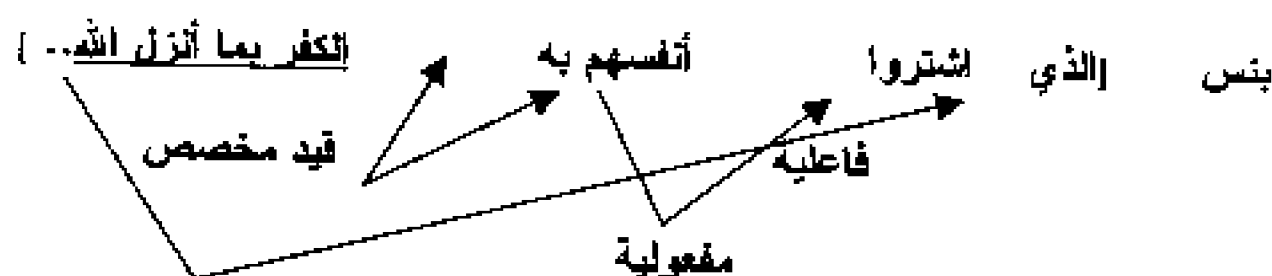 بئس (الذي اشتروا أنفسهم به (الكفر بما أنزل الله.. )
قيد مخصص
فاعلية
مفعولية